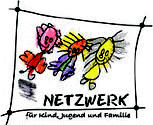 NETZWERK
für Kind, Jugend und Familie